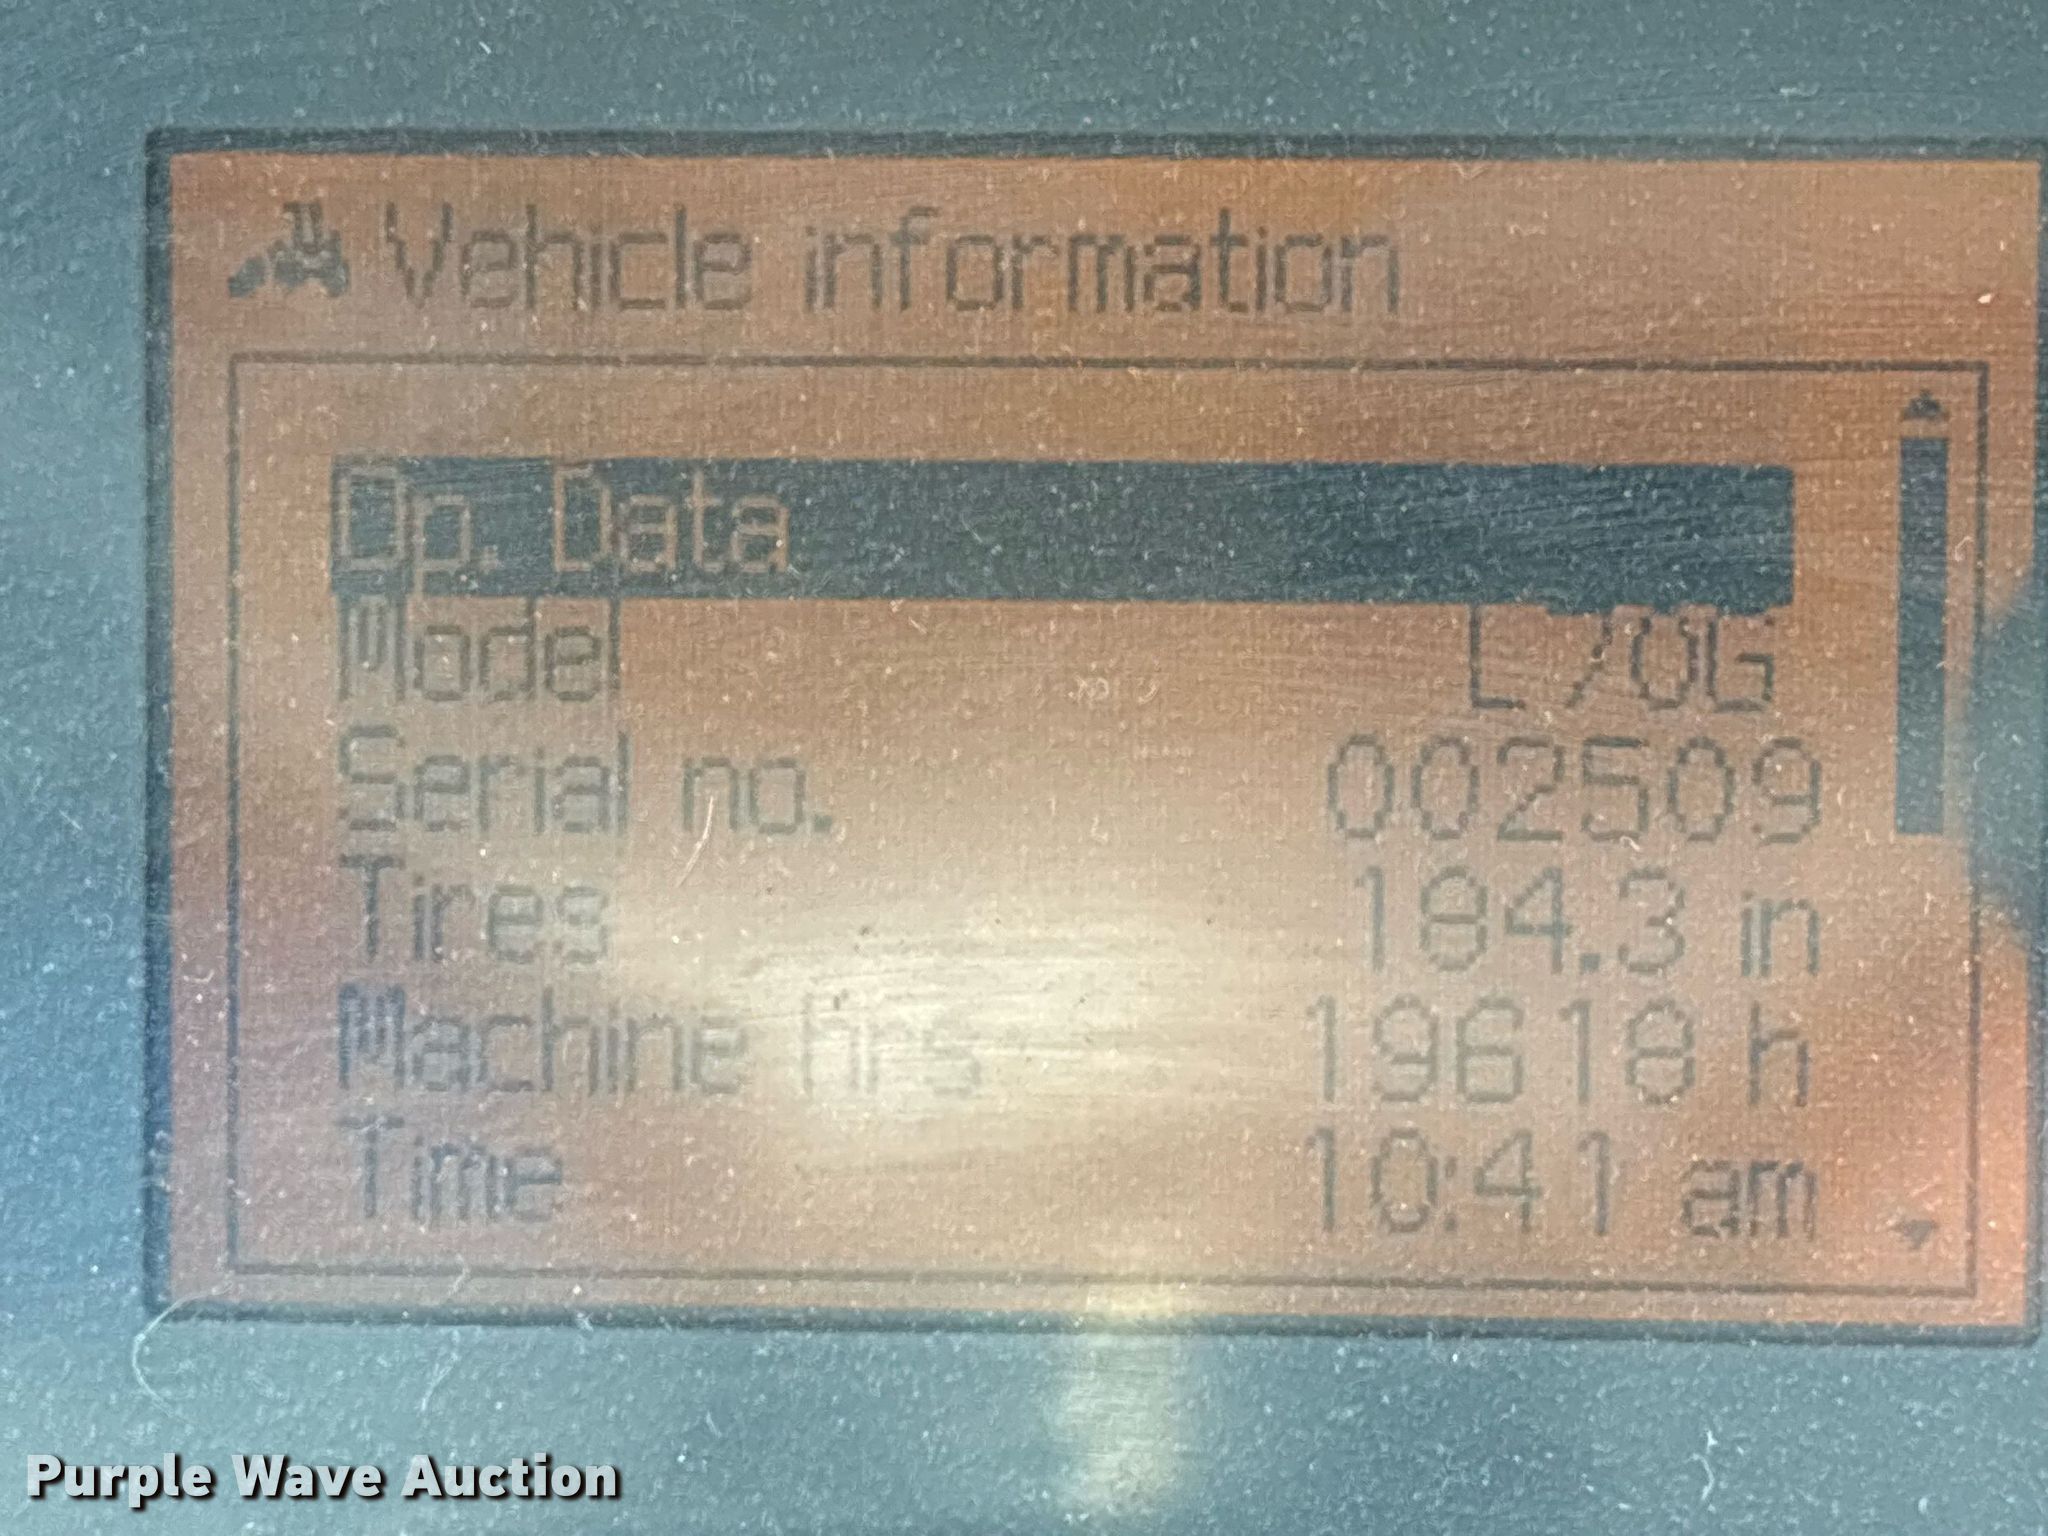 Vehicle information
Op. Data
Model L70G
Serial no. 002509
Tires 184.3 in
Machine hrs 19618 h
Time 10:41 am
Purple Wave Auction